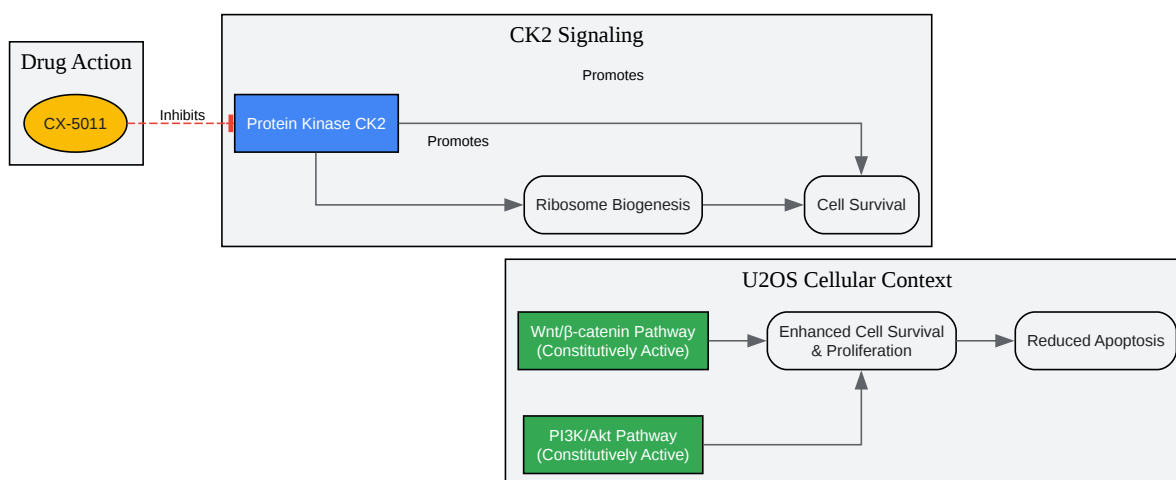 Drug Action
CX-5011
Inhibits
CK2 Signaling
Promotes
Protein Kinase CK2
Promotes
Ribosome Biogenesis
Cell Survival
U2OS Cellular Context
Wnt/β-catenin Pathway
(Constitutively Active)
Enhanced Cell Survival
& Proliferation
Reduced Apoptosis
PI3K/Akt Pathway
(Constitutively Active)